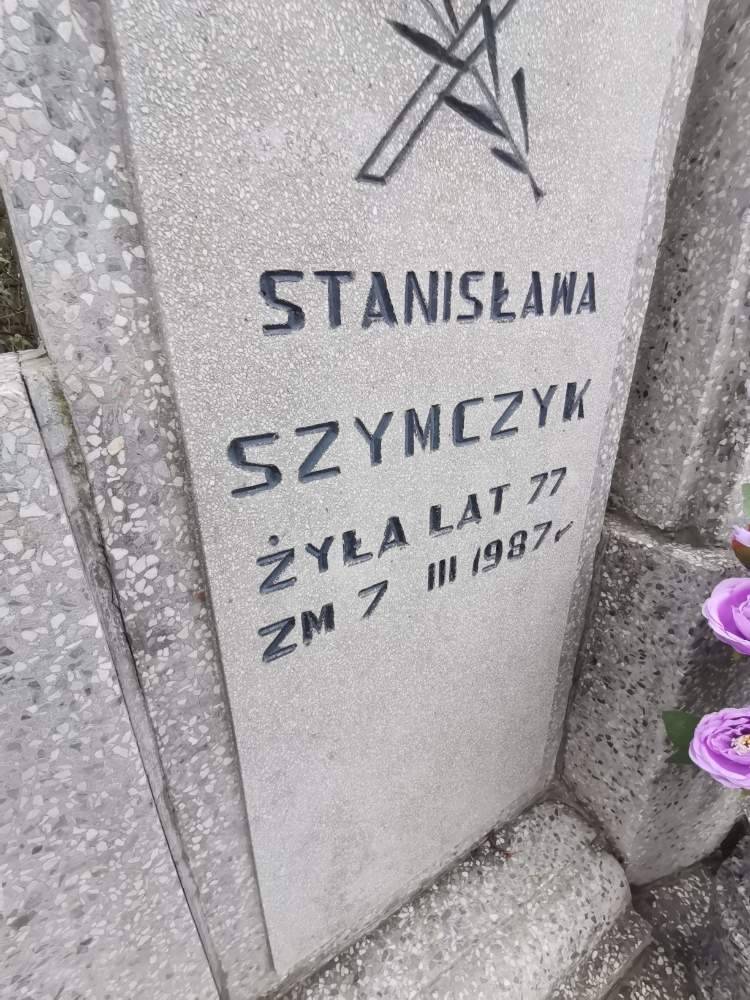 STANISŁAWA
SZYMCZYK
ŻYŁA LAT 77
ZM 7 III 1987r